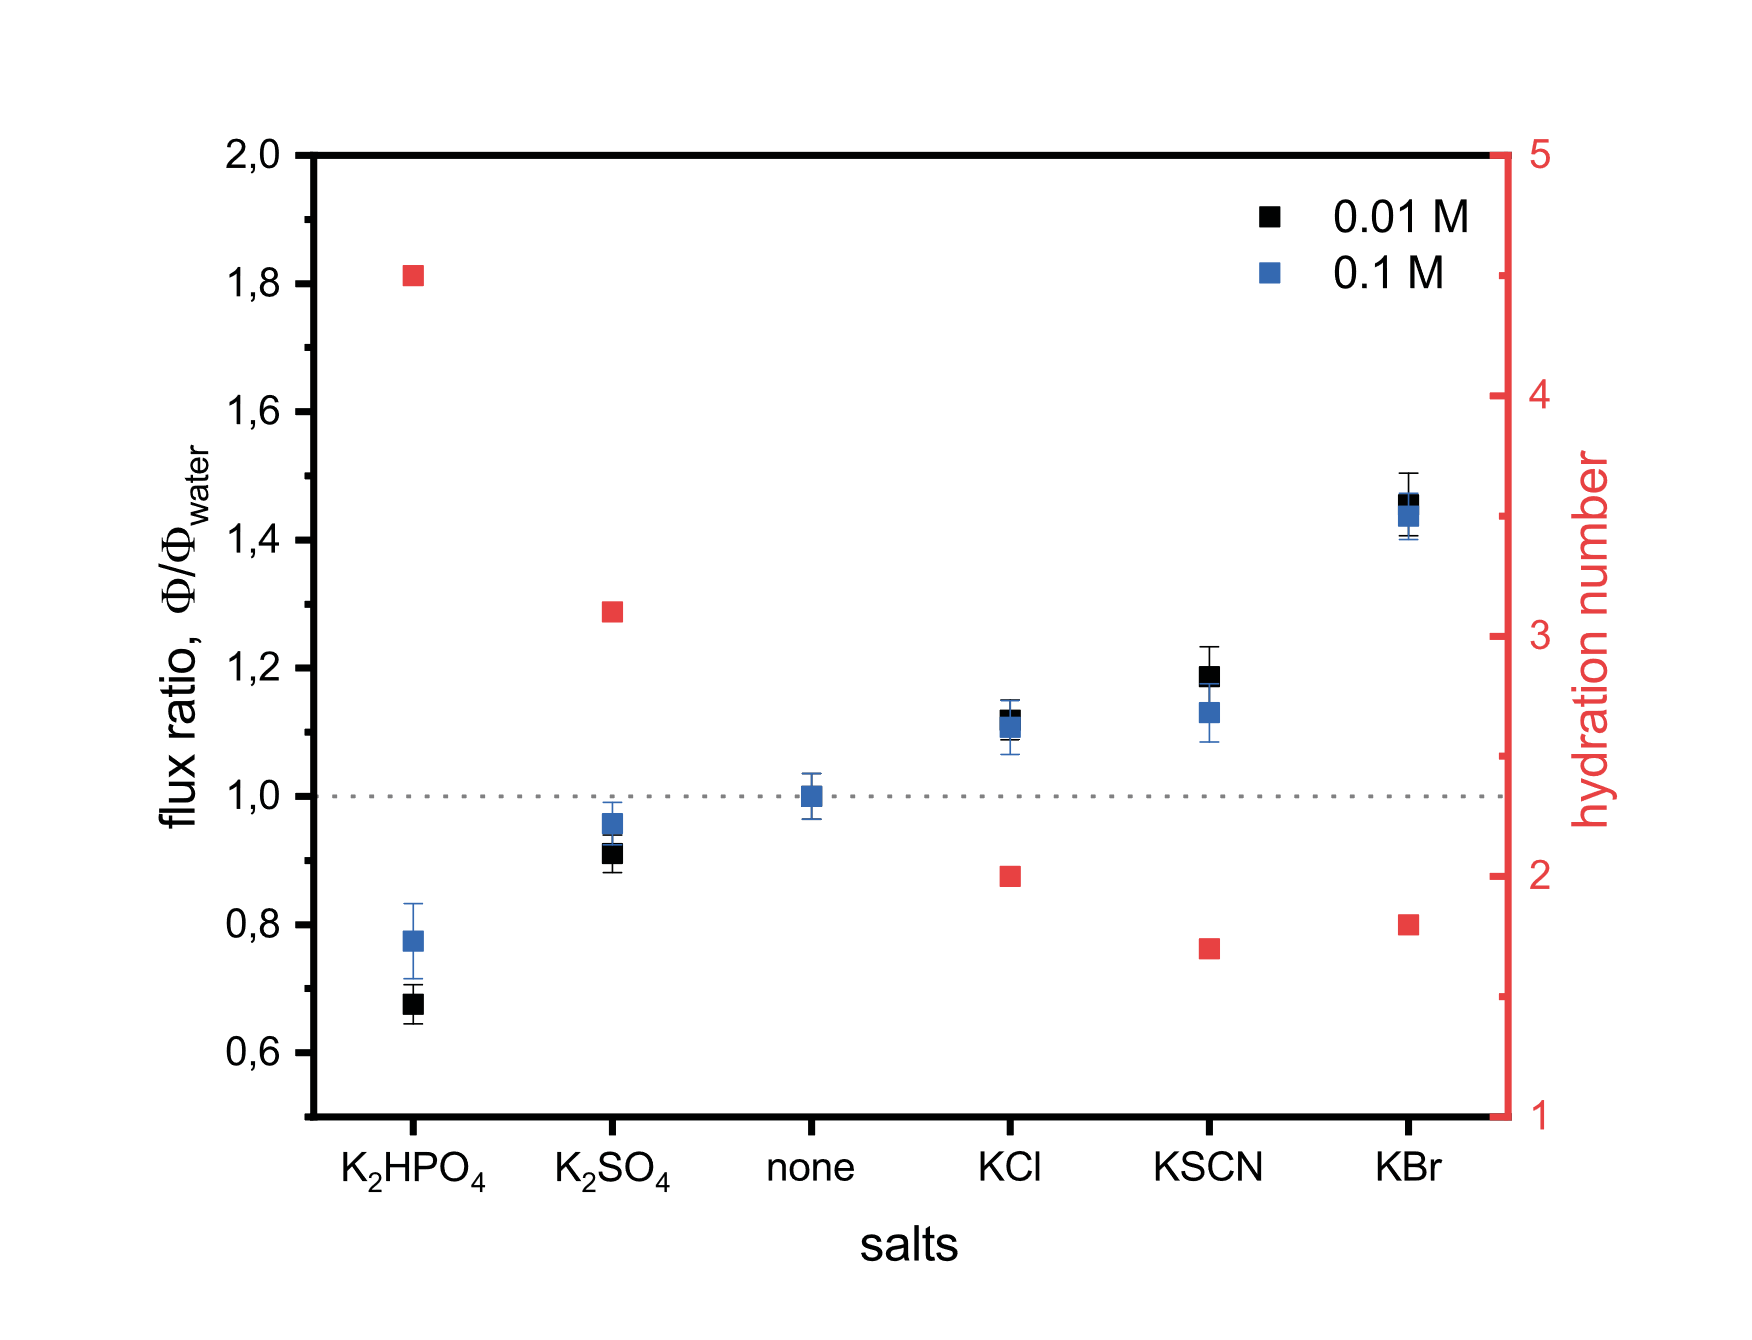 2,0
1,8
1,6
1,4
1,2
1,0
0,8
0,6
flux ratio, Φ/Φwater
0.01 M
0.1 M
5
4
3
2
1
hydration number
K2HPO4
K2SO4
none
KCl
KSCN
KBr
salts